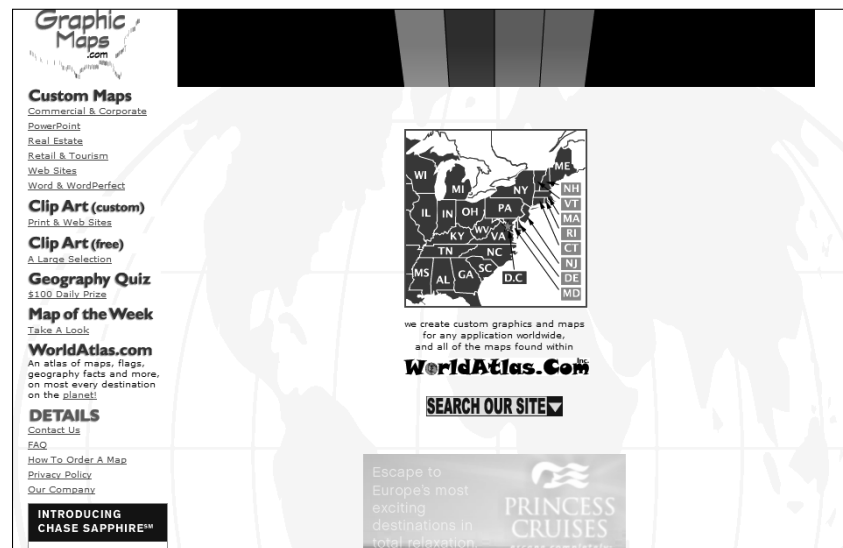 Graphic
Maps
.com
Custom Maps
Commercial & Corporate
PowerPoint
Real Estate
Retail & Tourism
Web Sites
Word & WordPerfect
Clip Art (custom)
Print & Web Sites
Clip Art (free)
A Large Selection
Geography Quiz
$100 Daily Prize
Map of the Week
Take A Look
WorldAtlas.com
An atlas of maps, flags,
geography facts and more,
on most every destination
on the planet!
DETAILS
Contact Us
FAQ
How To Order A Map
Privacy Policy
Our Company
INTRODUCING
CHASE SAPPHIRE℠
WI
MI
ME
NY
NH
VT
MA
RI
CT
NJ
DE
MD
IL
IN
OH
PA
KY
WV
VA
TN
NC
SC
MS
AL
GA
D.C
we create custom graphics and maps
for any application worldwide,
and all of the maps found within
WorldAtlas.Com Inc.
SEARCH OUR SITE
Escape to
Europe's most
exciting
destinations in
total relaxation.
PRINCESS
CRUISES
escape completely